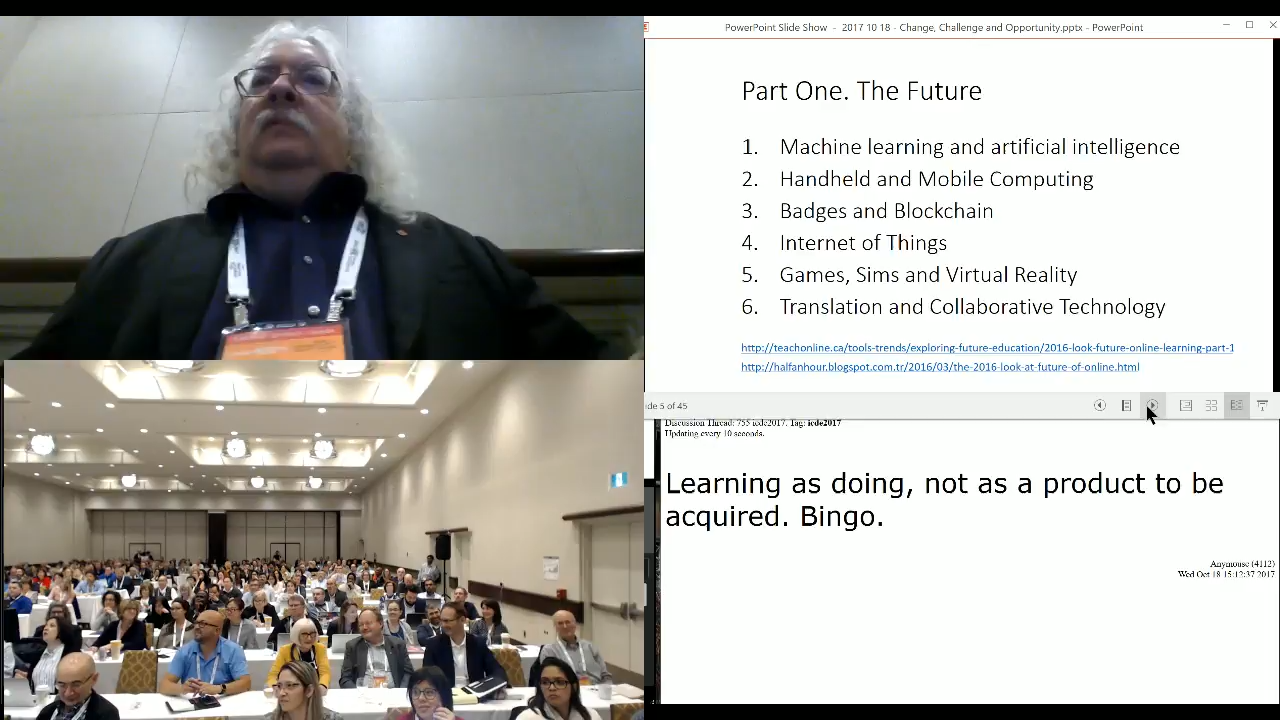 PowerPoint Slide Show - 2017 10 18 - Change, Challenge and Opportunity.pptx - PowerPoint
Part One. The Future
1. Machine learning and artificial intelligence
2. Handheld and Mobile Computing
3. Badges and Blockchain
4. Internet of Things
5. Games, Sims and Virtual Reality
6. Translation and Collaborative Technology
http://teachonline.ca/tools-trends/exploring-future-education/2016-look-future-online-learning-part-1
http://halfanhour.blogspot.com.tr/2016/03/the-2016-look-at-future-of-online.html
ide 5 of 45
Discussion Thread: 755 icde2017. Tag: icde2017
Updating every 10 seconds.
Learning as doing, not as a product to be
acquired. Bingo.
Anymouse (4112)
Wed Oct 18 15:12:37 2017